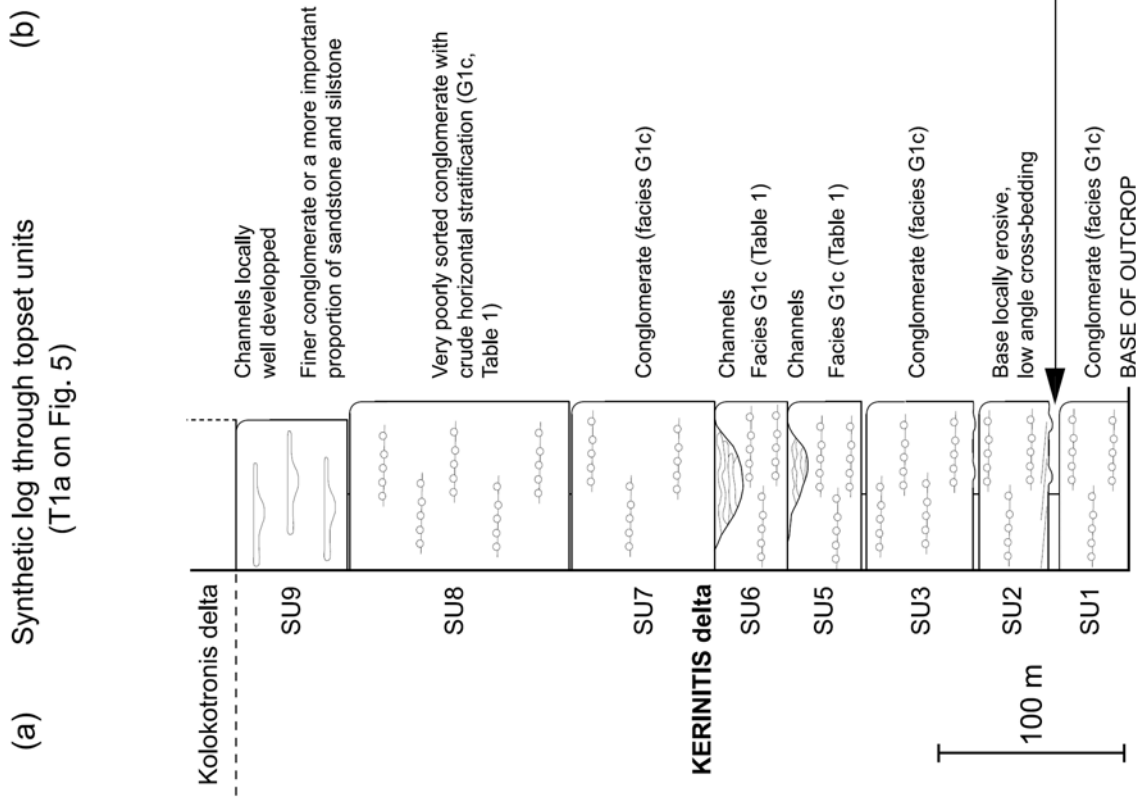 (a)
Synthetic log through topset units
(T1a on Fig. 5)
(b)
Kolokotronis delta
SU9
Channels locally
well developped
Finer conglomerate or a more important
proportion of sandstone and silstone
SU8
Very poorly sorted conglomerate with
crude horizontal stratification (G1c,
Table 1)
SU7
Conglomerate (facies G1c)
KERINITIS delta
SU6
Channels
Facies G1c (Table 1)
SU5
Channels
Facies G1c (Table 1)
SU3
Conglomerate (facies G1c)
SU2
Base locally erosive,
low angle cross-bedding
SU1
Conglomerate (facies G1c)
BASE OF OUTCROP
100 m